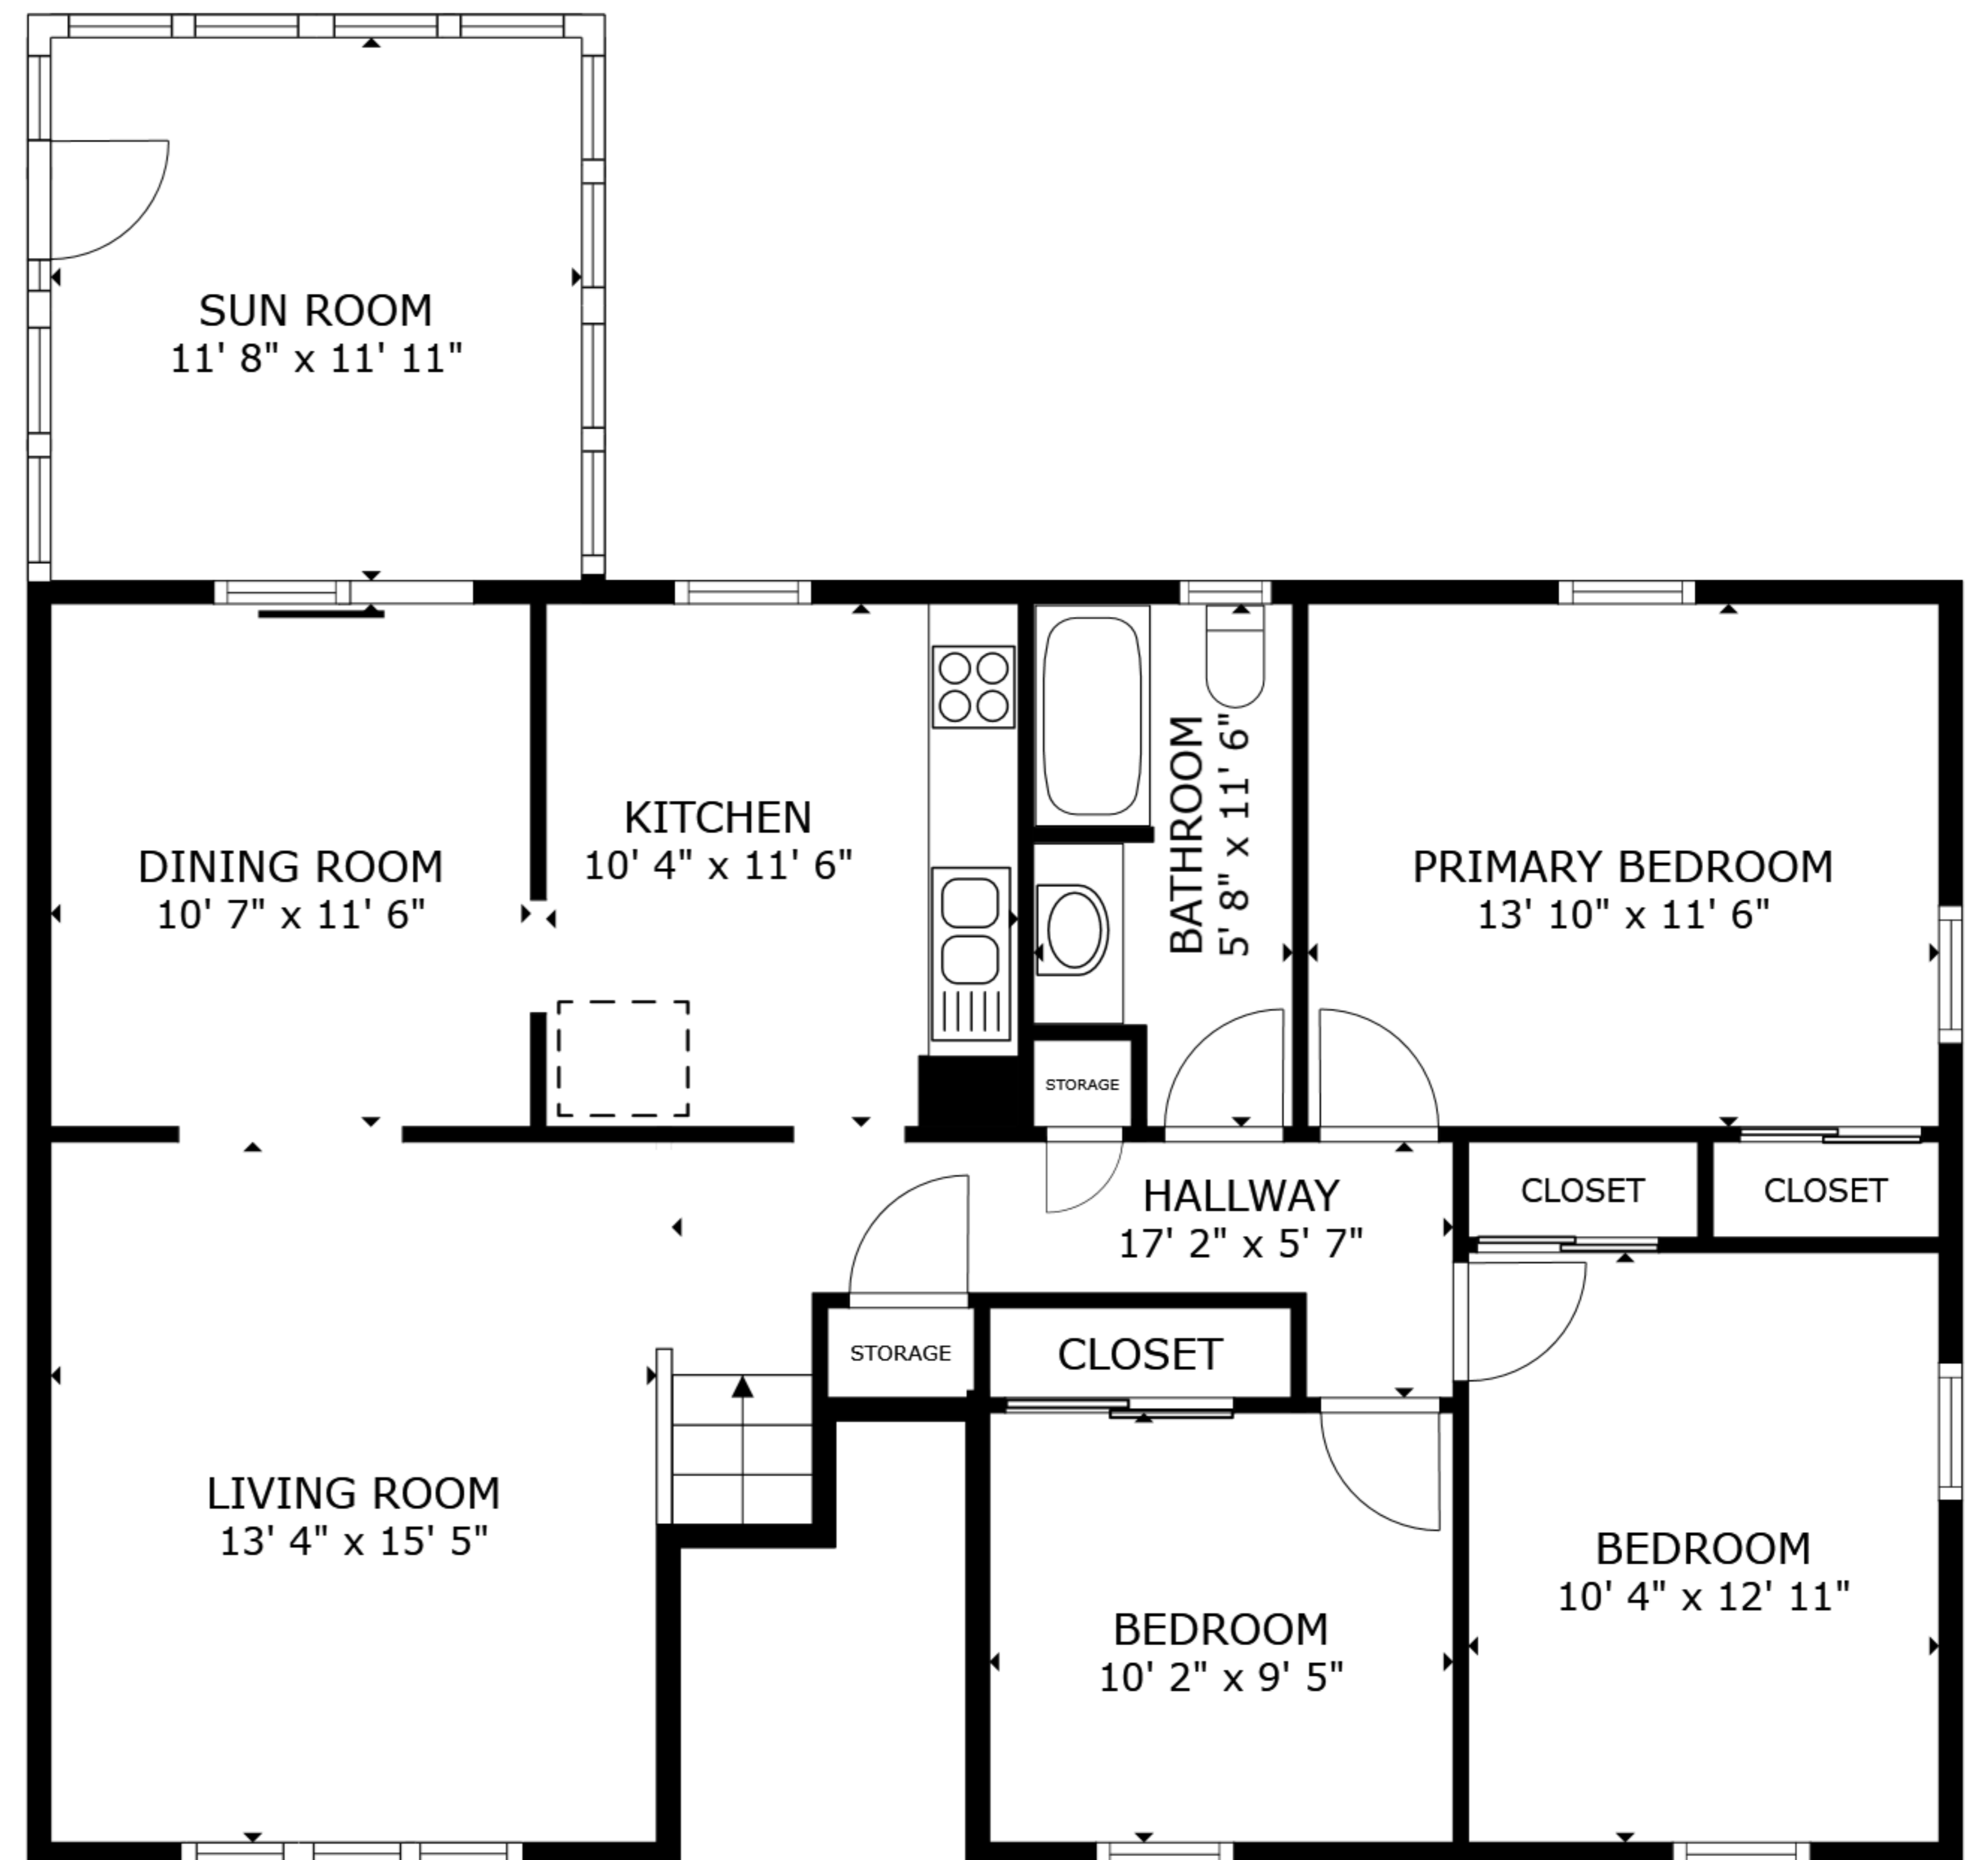 SUN ROOM
11' 8" x 11' 11"
DINING ROOM
10' 7" x 11' 6"
KITCHEN
10' 4" x 11' 6"
BATHROOM
5' 8" x 11' 6"
PRIMARY BEDROOM
13' 10" x 11' 6"
STORAGE
HALLWAY
17' 2" x 5' 7"
CLOSET
CLOSET
STORAGE
CLOSET
LIVING ROOM
13' 4" x 15' 5"
BEDROOM
10' 2" x 9' 5"
BEDROOM
10' 4" x 12' 11"